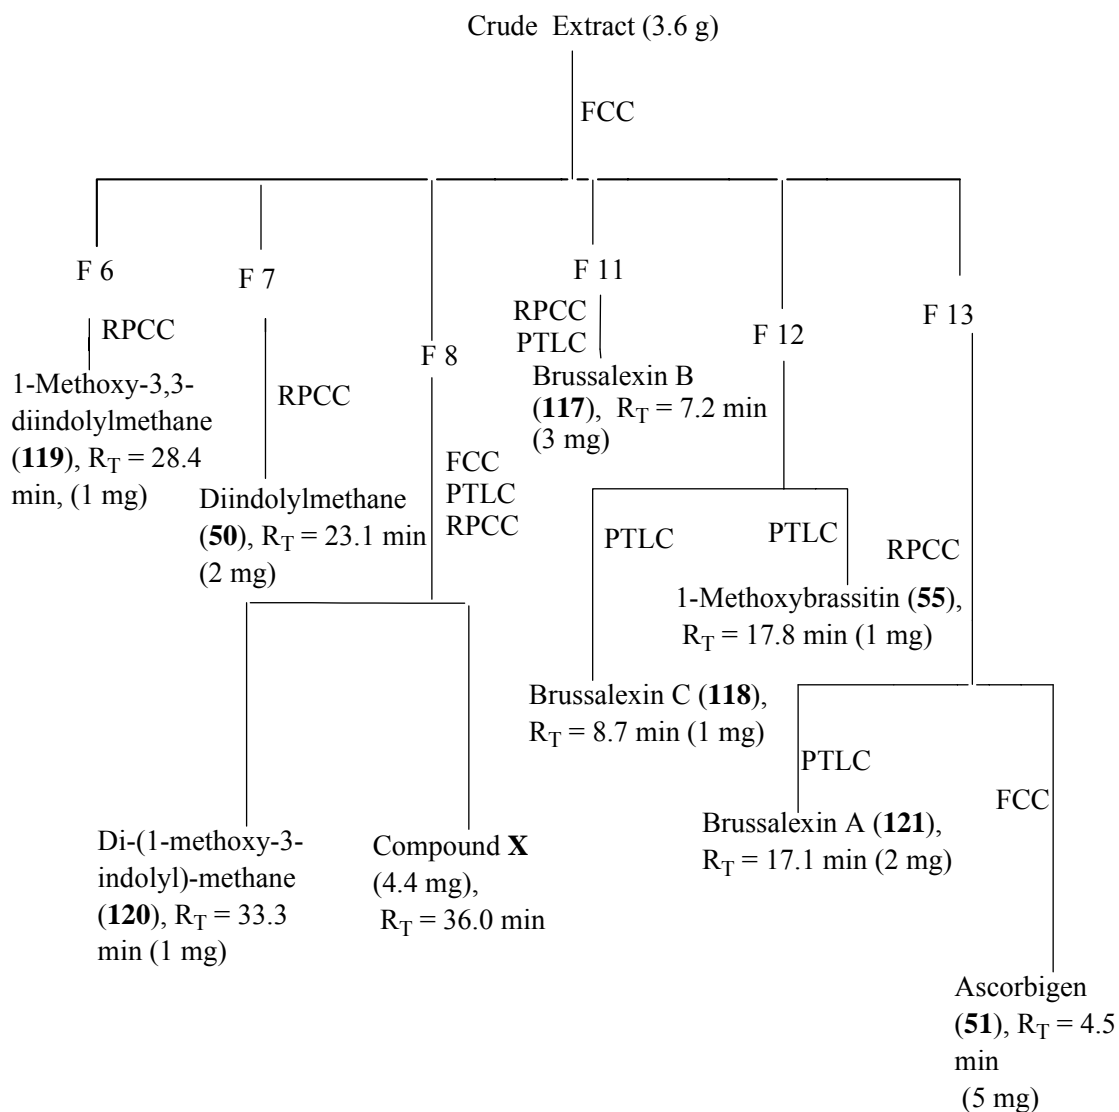 Crude Extract (3.6 g)
FCC
F 6
F 7
F 8
F 11
F 12
F 13
RPCC
1-Methoxy-3,3-
diindolylmethane
(119), RT = 28.4
min, (1 mg)
RPCC
Diindolylmethane
(50), RT = 23.1 min
(2 mg)
FCC
PTLC
RPCC
RPCC
PTLC
Brussalexin B
(117), RT = 7.2 min
(3 mg)
PTLC
PTLC
RPCC
1-Methoxybrassitin (55),
RT = 17.8 min (1 mg)
Brussalexin C (118),
RT = 8.7 min (1 mg)
PTLC
FCC
Di-(1-methoxy-3-
indolyl)-methane
(120), RT = 33.3
min (1 mg)
Compound X
(4.4 mg),
RT = 36.0 min
Brussalexin A (121),
RT = 17.1 min (2 mg)
Ascorbigen
(51), RT = 4.5
min
(5 mg)